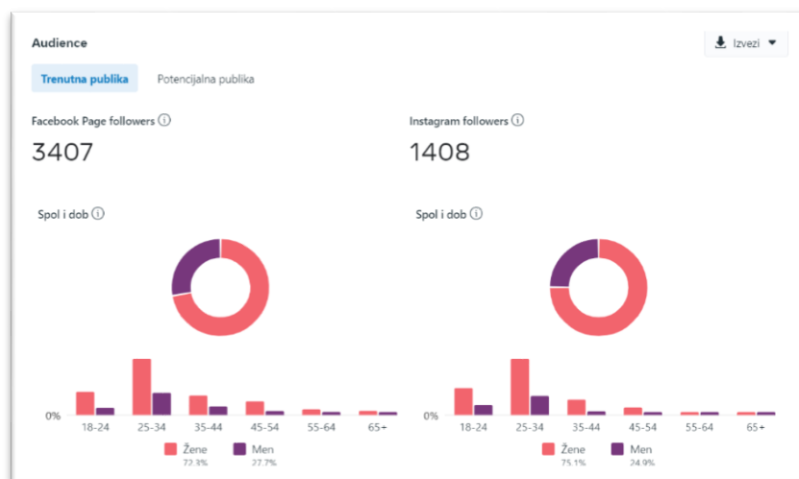 Audience
Izvezi
Trenutna publika
Potencijalna publika
Facebook Page followers
3407
Spol i dob
0%
18-24 25-34 35-44 45-54 55-64 65+
Žene Men
72.3% 27.7%
Instagram followers
1408
Spol i dob
0%
18-24 25-34 35-44 45-54 55-64 65+
Žene Men
75.1% 24.9%